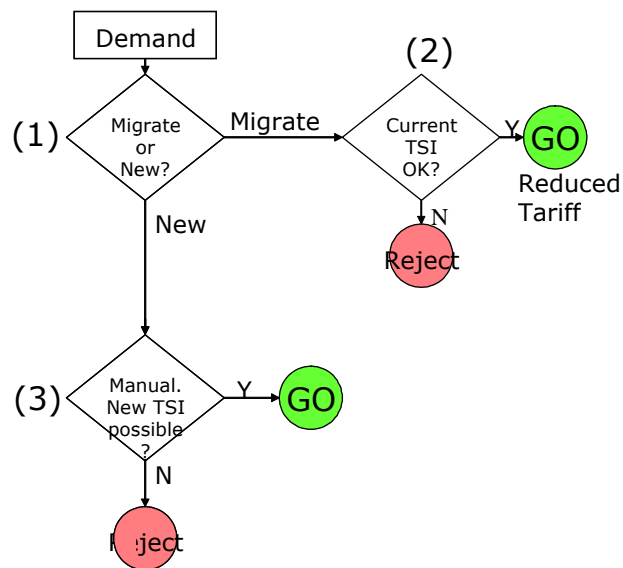 Demand
(2)
(1)
Migrate
or
New?
Migrate
Current
TSI
OK?
Y
GO
Reduced
Tariff
N
Reject
New
(3)
Manual.
New TSI
possible
?
Y
GO
N
Reject